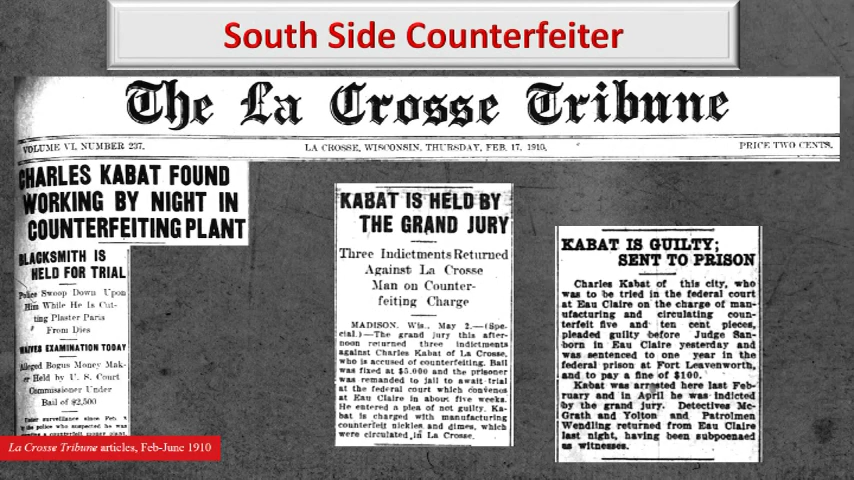 South Side Counterfeiter
The La Crosse Tribune
VOLUME VI, NUMBER 237.
LA CROSSE, WISCONSIN, THURSDAY, FEB. 17, 1910.
PRICE TWO CENTS.
CHARLES KABAT FOUND
WORKING BY NIGHT IN
COUNTERFEITING PLANT
BLACKSMITH IS
HELD FOR TRIAL
Police Swoop Down Upon
Him While He Is Cut-
ting Plaster Paris
From Dies
WAIVES EXAMINATION TODAY
Alleged Bogus Money Mak-
er Held by U. S. Court
Commissioner Under
Bail of $2,500
Under surveillance since Feb.
the police who suspected he was
La Crosse Tribune articles, Feb-June 1910
KABAT IS HELD BY
THE GRAND JURY
Three Indictments Returned
Against La Crosse
Man on Counter-
feiting Charge
MADISON, Wis., May 2.—(Spe-
cial.)—The grand jury this after-
noon returned three indictments
against Charles Kabat of La Crosse,
who is accused of counterfeiting. Bail
was fixed at $5,000 and the prisoner
was remanded to jail to await trial
at the federal court which convenes
at Eau Claire in about five weeks.
He entered a plea of not guilty. Ka-
bat is charged with manufacturing
counterfeit nickles and dimes, which
were circulated in La Crosse.
KABAT IS GUILTY;
SENT TO PRISON
Charles Kabat of this city, who
was to be tried in the federal court
at Eau Claire on the charge of man-
ufacturing and circulating coun-
terfeit five and ten cent pieces,
pleaded guilty before Judge San-
born in Eau Claire yesterday and
was sentenced to one year in the
federal prison at Fort Leavenworth,
and to pay a fine of $100.
Kabat was arrested here last Feb-
ruary and in April he was indicted
by the grand jury. Detectives Mc-
Grath and Yolton and Patrolmen
Wendling returned from Eau Claire
last night, having been subpoenaed
as witnesses.